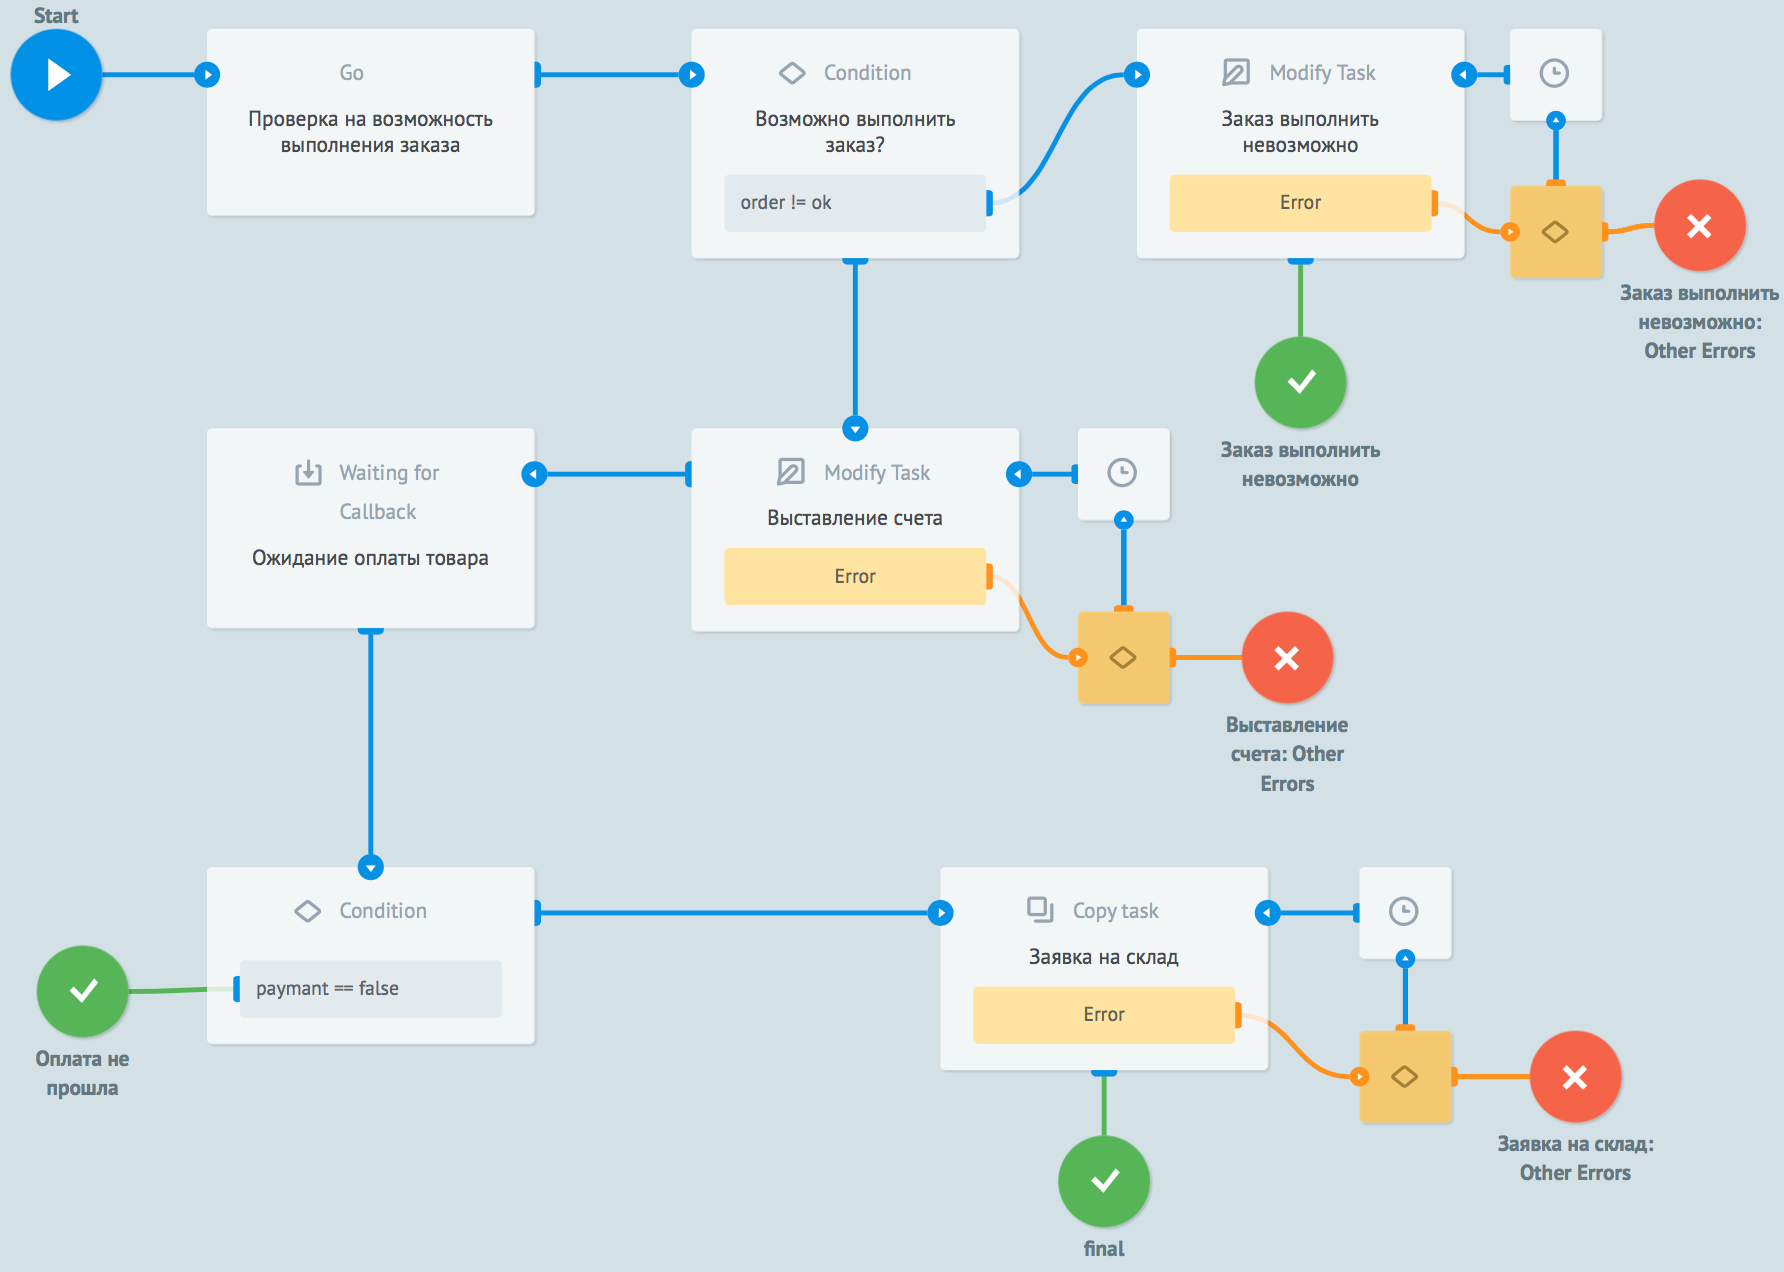 Start
Go
Проверка на возможность
выполнения заказа
Condition
Возможно выполнить
заказ?
order != ok
Modify Task
Заказ выполнить
невозможно
Error
Заказ выполнить
невозможно:
Other Errors
Заказ выполнить
невозможно
Waiting for
Callback
Ожидание оплаты товара
Modify Task
Выставление счета
Error
Выставление
счета: Other
Errors
Condition
paymant == false
Оплата не
прошла
Copy task
Заявка на склад
Error
Заявка на склад:
Other Errors
final